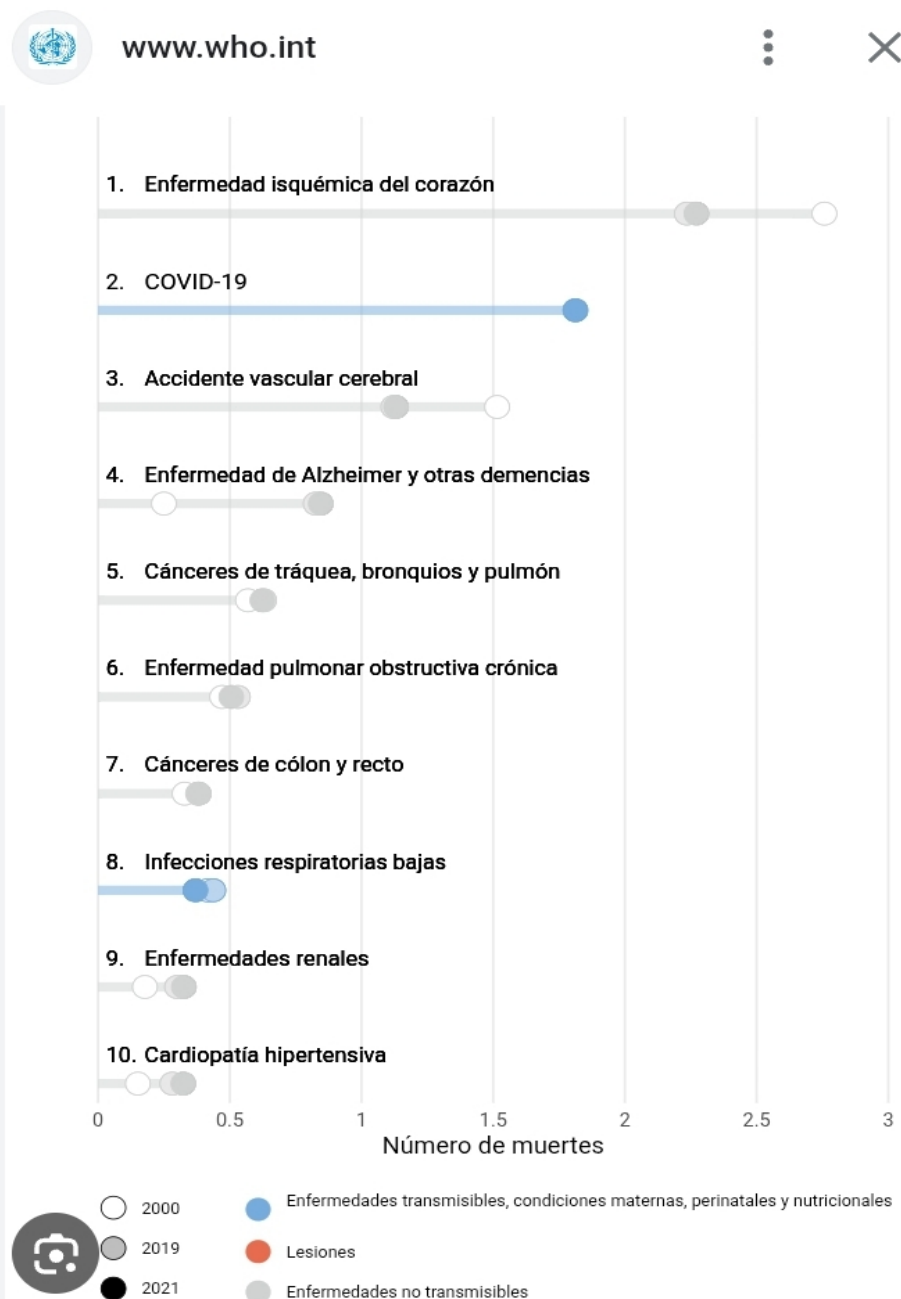 www.who.int
1. Enfermedad isquémica del corazón
2. COVID-19
3. Accidente vascular cerebral
4. Enfermedad de Alzheimer y otras demencias
5. Cánceres de tráquea, bronquios y pulmón
6. Enfermedad pulmonar obstructiva crónica
7. Cánceres de cólon y recto
8. Infecciones respiratorias bajas
9. Enfermedades renales
10. Cardiopatía hipertensiva
0 0.5 1 1.5 2 2.5 3
Número de muertes
2000 Enfermedades transmisibles, condiciones maternas, perinatales y nutricionales
2019 Lesiones
2021 Enfermedades no transmisibles